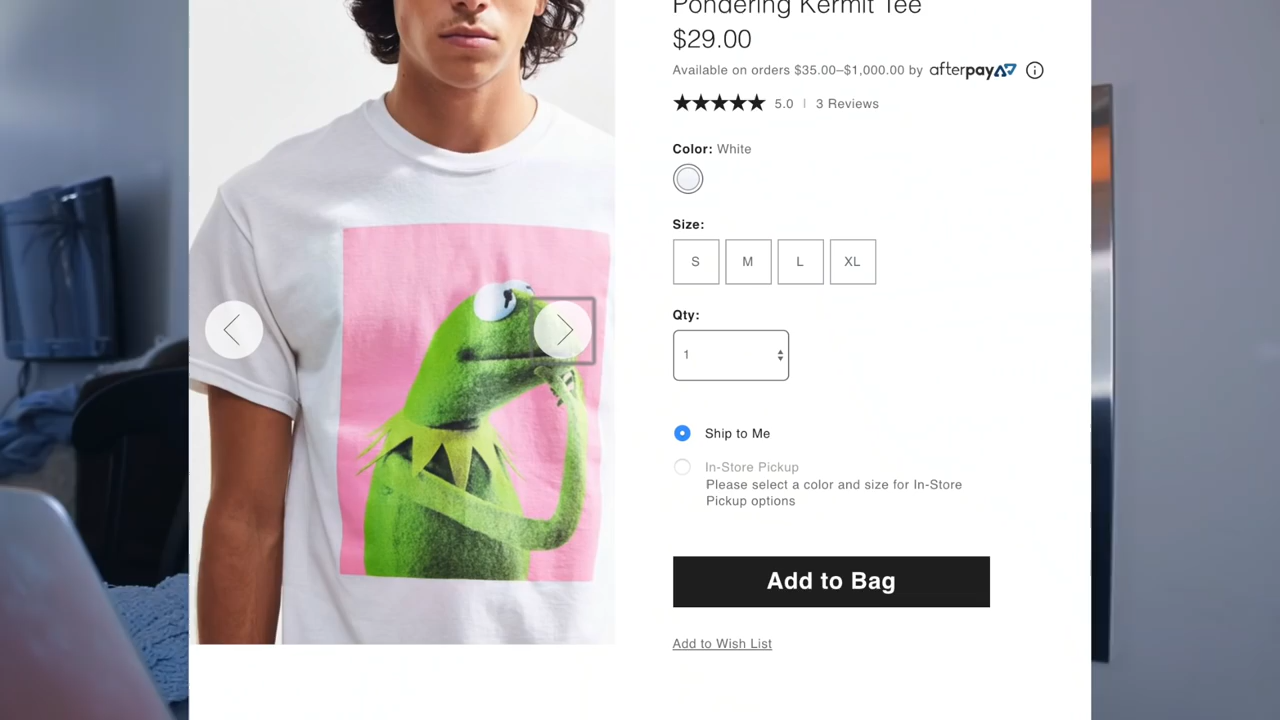 Pondering Kermit Tee
$29.00
Available on orders $35.00–$1,000.00 by afterpay
5.0 | 3 Reviews
Color: White
Size:
S M L XL
Qty:
1
Ship to Me
In-Store Pickup
Please select a color and size for In-Store
Pickup options
Add to Bag
Add to Wish List